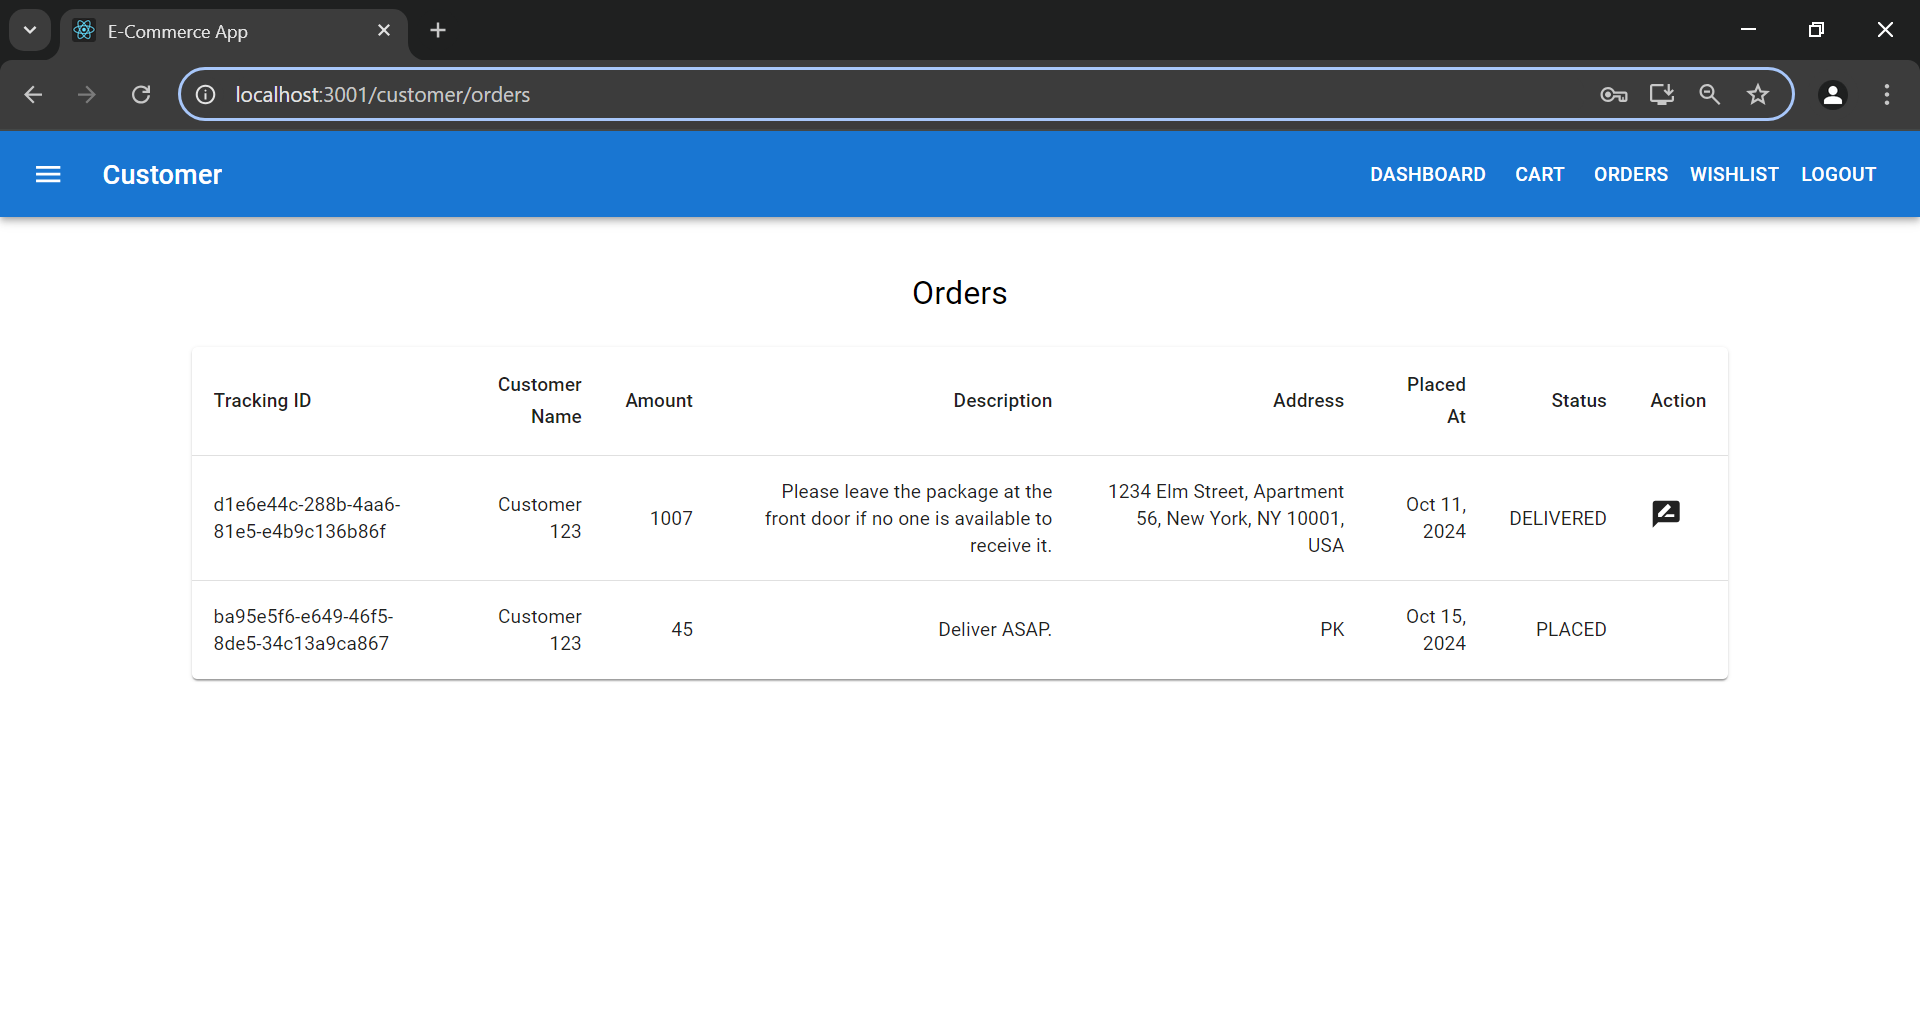 E-Commerce App
localhost:3001/customer/orders
Customer
DASHBOARD CART ORDERS WISHLIST LOGOUT
Orders
Tracking ID
Customer
Name
Amount
Description
Address
Placed
At
Status
Action
d1e6e44c-288b-4aa6-
81e5-e4b9c136b86f
Customer
123
1007
Please leave the package at the
front door if no one is available to
receive it.
1234 Elm Street, Apartment
56, New York, NY 10001,
USA
Oct 11,
2024
DELIVERED
ba95e5f6-e649-46f5-
8de5-34c13a9ca867
Customer
123
45
Deliver ASAP.
PK
Oct 15,
2024
PLACED